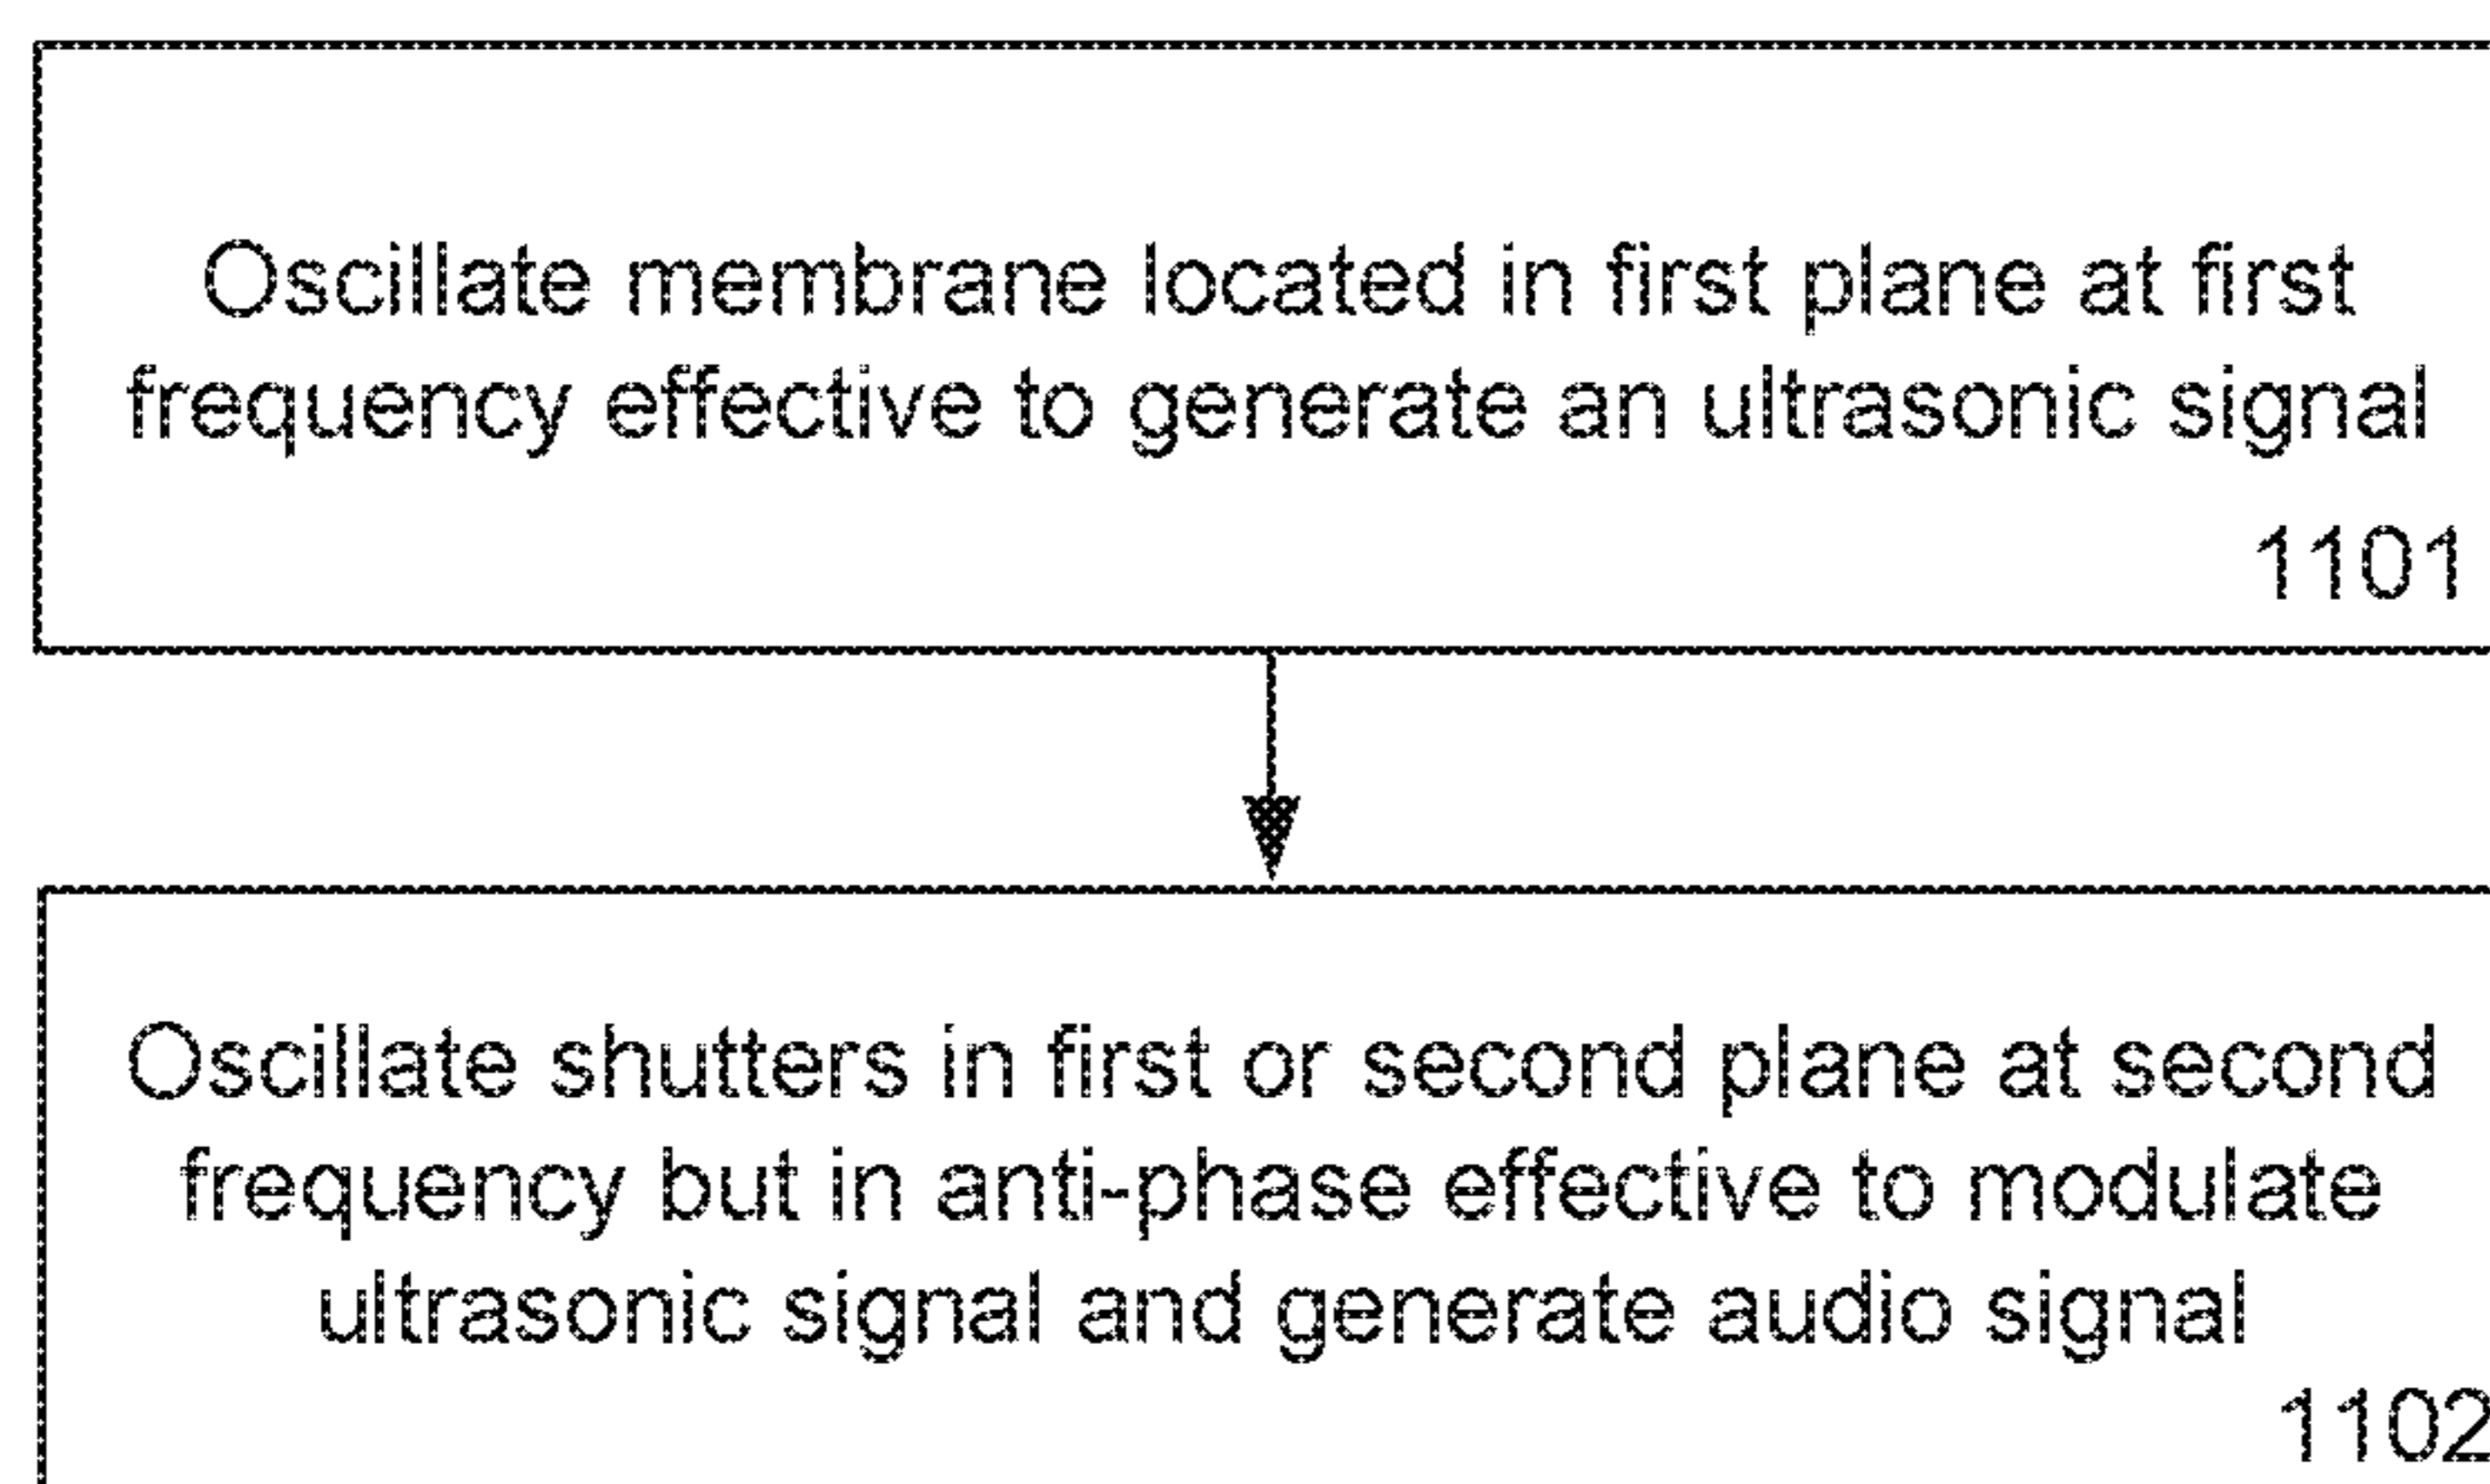 Oscillate membrane located in first plane at first
frequency effective to generate an ultrasonic signal
1101
Oscillate shutters in first or second plane at second
frequency but in anti-phase effective to modulate
ultrasonic signal and generate audio signal
1102